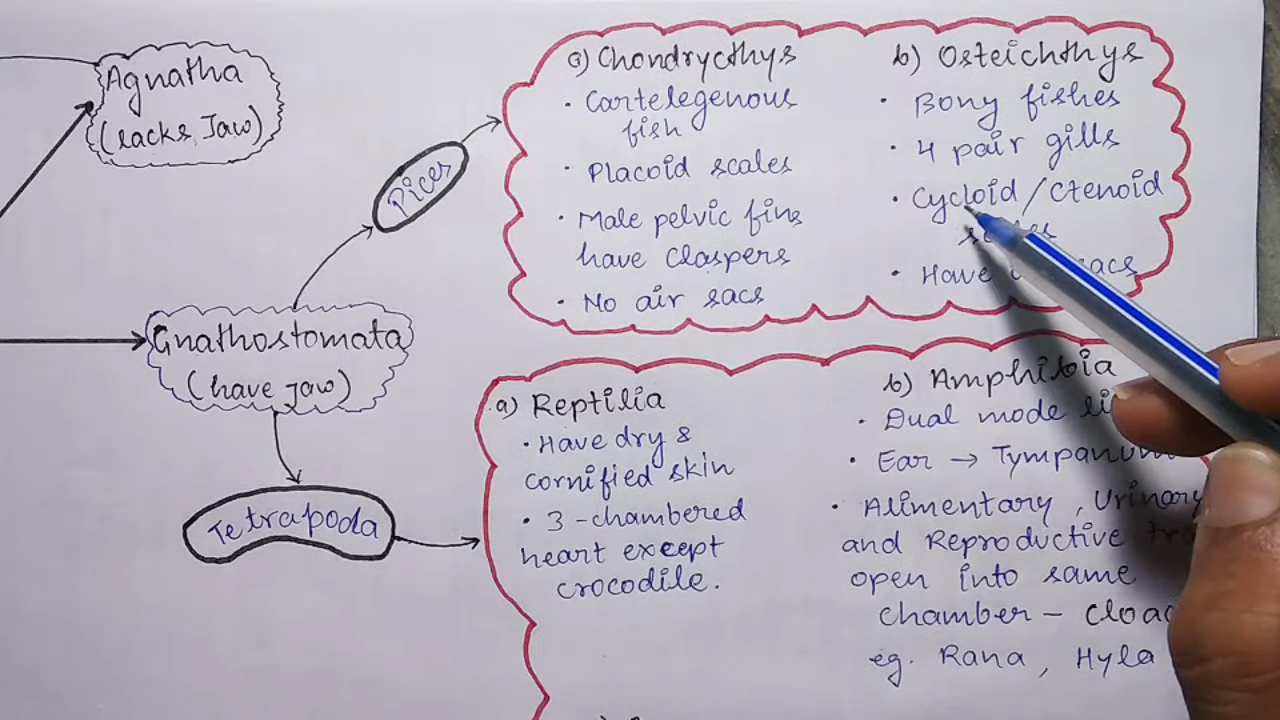 Agnatha
(lacks Jaw)
Pices
a) Chondrycthys
· Cartelegenous
fish
· Placoid scales
· Male pelvic fins
have Claspers
· No air sacs
b) Osteichthys
· Bony fishes
· 4 pair gills
· Cycloid / Ctenoid
· Have sacs
Gnathostomata
(have jaw)
Tetrapoda
a) Reptilia
· Have dry &
cornified skin
· 3-chambered
heart except
crocodile.
b) Amphibia
· Dual mode
· Ear → Tympanum
· Alimentary, Urinary
and Reproductive
open into same
chamber –
eg. Rana, Hyla